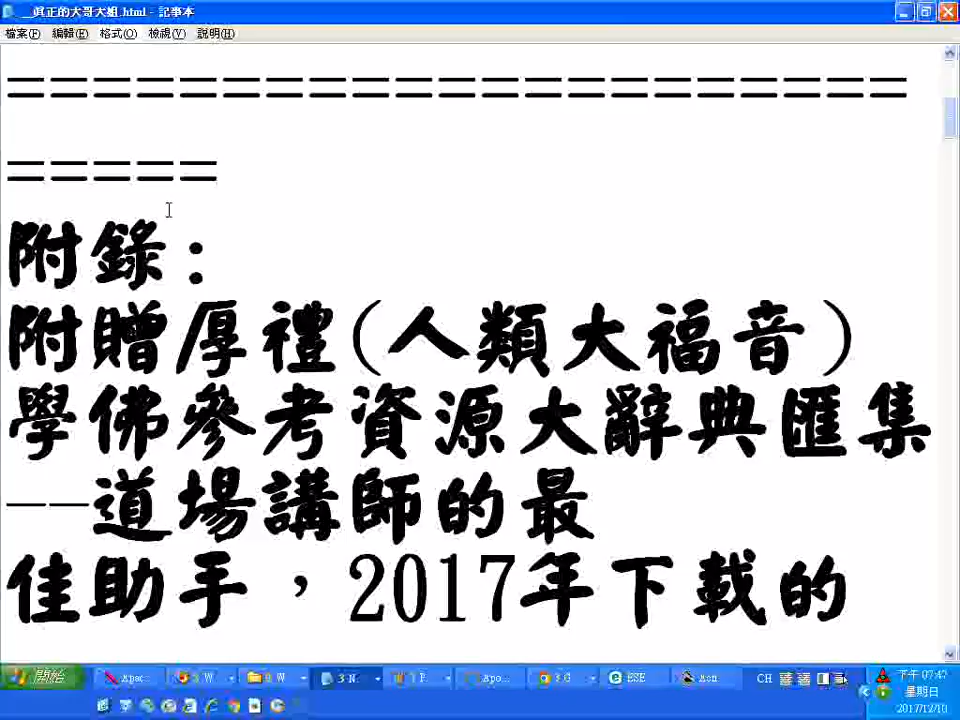 __真正的大哥大姐.html - 記事本
檔案(F) 編輯(E) 格式(O) 檢視(V) 說明(H)
=====================
=====
附錄:
附贈厚禮(人類大福音)
學佛參考資源大辭典匯集
--道場講師的最
佳助手,2017年下載的
開始 3 W 3 N. CH 下午 07:47
ESE 星期日
2017/12/10